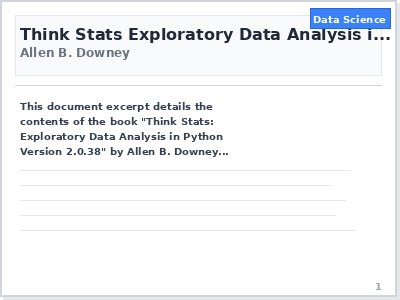 Data Science
Think Stats Exploratory Data Analysis i...
Allen B. Downey
This document excerpt details the
contents of the book "Think Stats:
Exploratory Data Analysis in Python
Version 2.0.38" by Allen B. Downey...
1